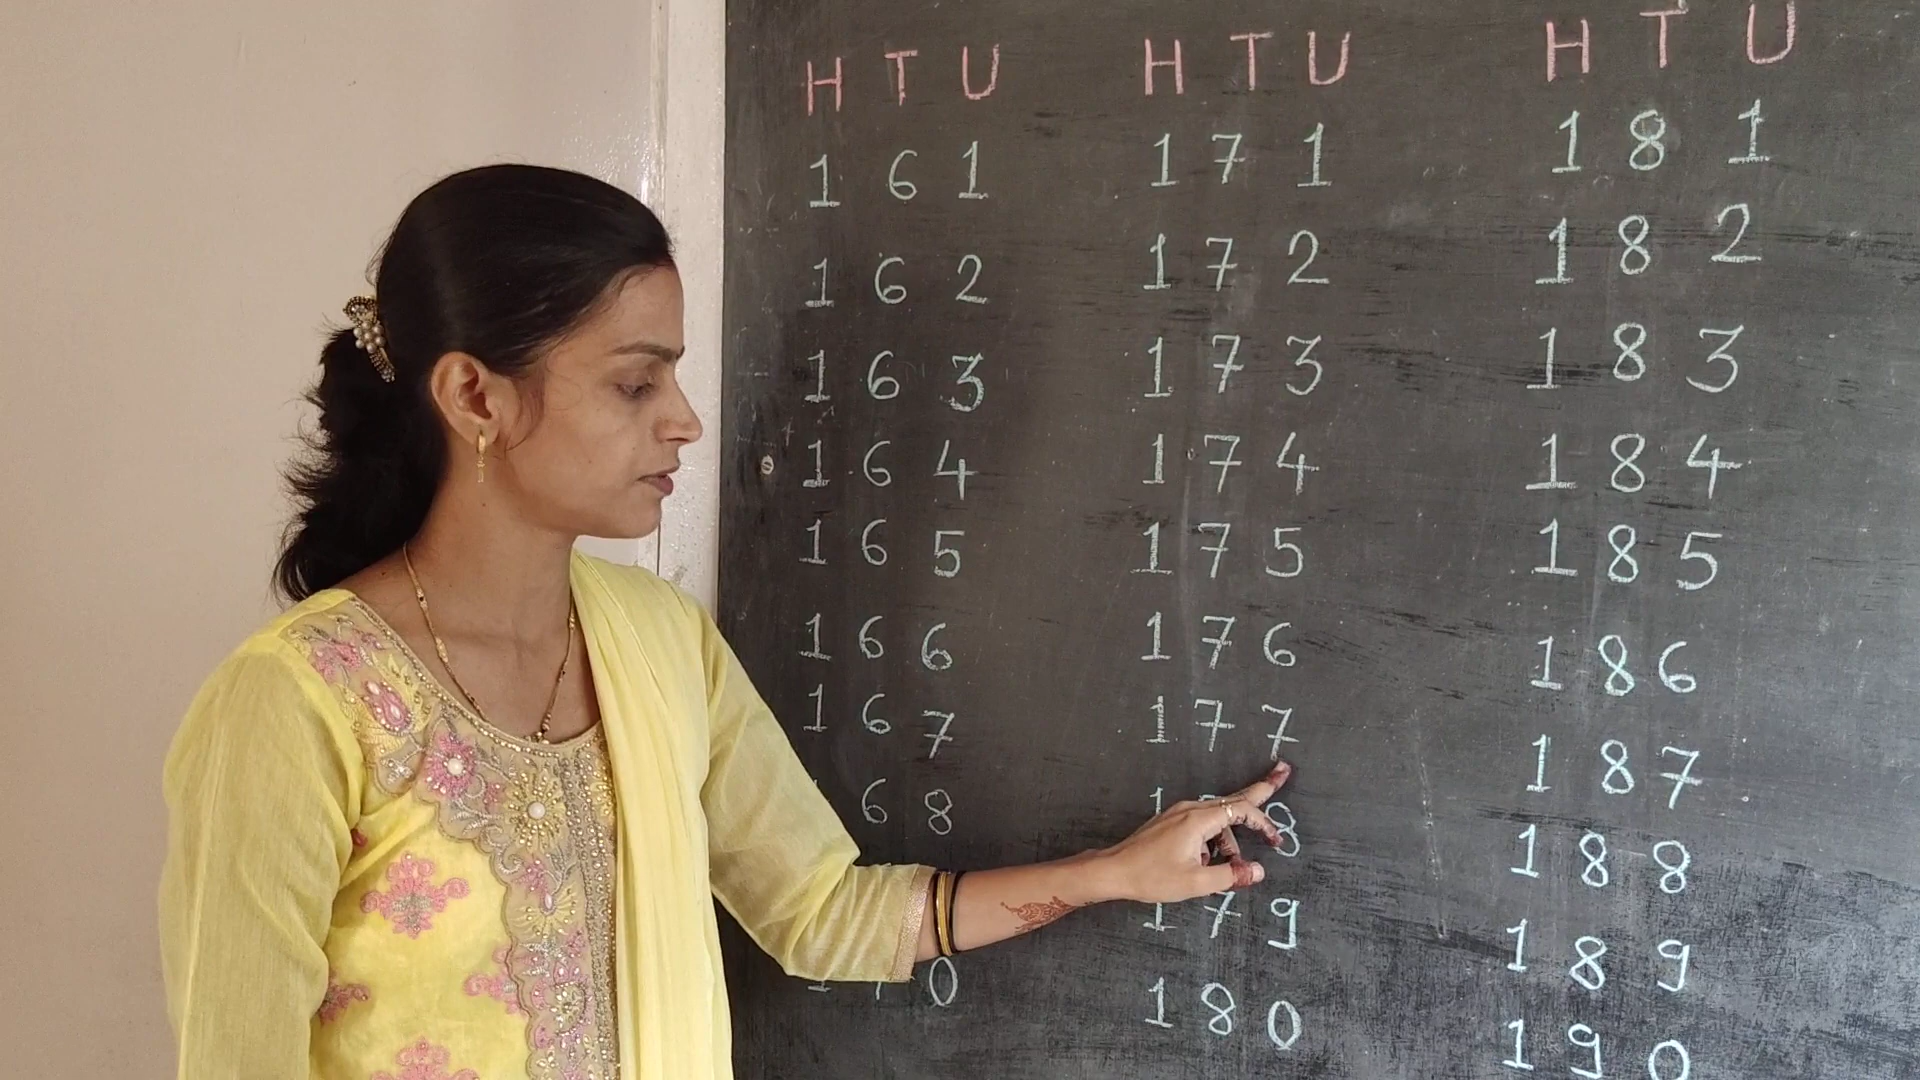 H T U
1 6 1
1 6 2
1 6 3
1 6 4
1 6 5
1 6 6
1 6 7
6 8
0
H T U
1 7 1
1 7 2
1 7 3
1 7 4
1 7 5
1 7 6
1 7 7
1 8
1 7 9
1 8 0
H T U
1 8 1
1 8 2
1 8 3
1 8 4
1 8 5
1 8 6
1 8 7
1 8 8
1 8 9
1 9 0